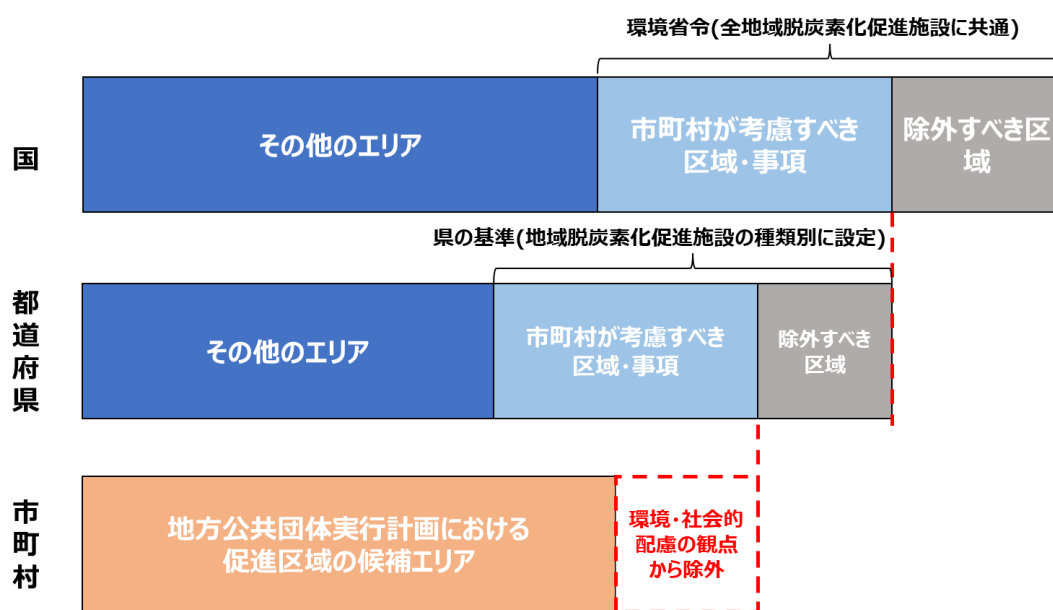 環境省令(全地域脱炭素化促進施設に共通)
国
その他のエリア
市町村が考慮すべき
区域・事項
除外すべき区
域
県の基準(地域脱炭素化促進施設の種類別に設定)
都
道
府
県
その他のエリア
市町村が考慮すべき
区域・事項
除外すべき
区域
市
町
村
地方公共団体実行計画における
促進区域の候補エリア
環境・社会的
配慮の観点
から除外